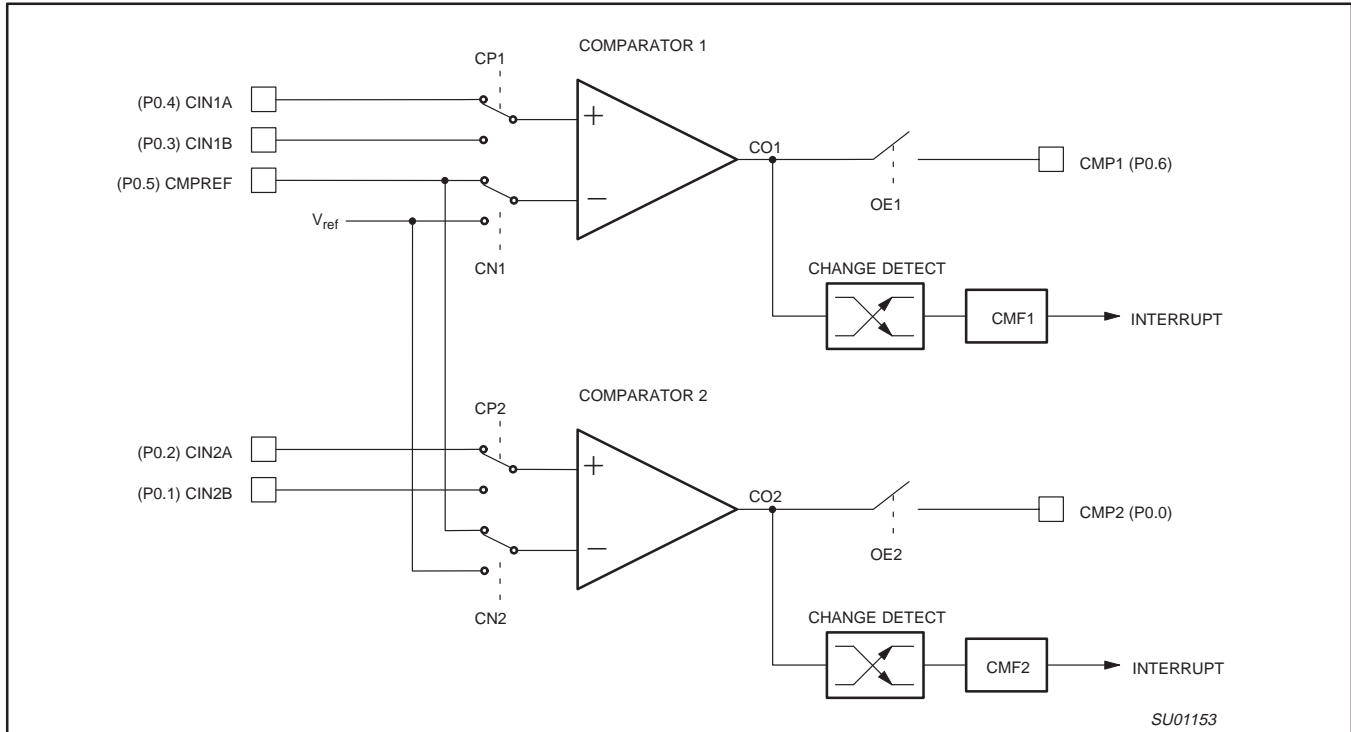 COMPARATOR 1
CP1
(P0.4) CIN1A
+
(P0.3) CIN1B
CO1
CMP1 (P0.6)
(P0.5) CMPREF
−
OE1
Vref
CN1
CHANGE DETECT
CMF1
INTERRUPT
COMPARATOR 2
CP2
(P0.2) CIN2A
+
(P0.1) CIN2B
CO2
CMP2 (P0.0)
−
OE2
CN2
CHANGE DETECT
CMF2
INTERRUPT
SU01153